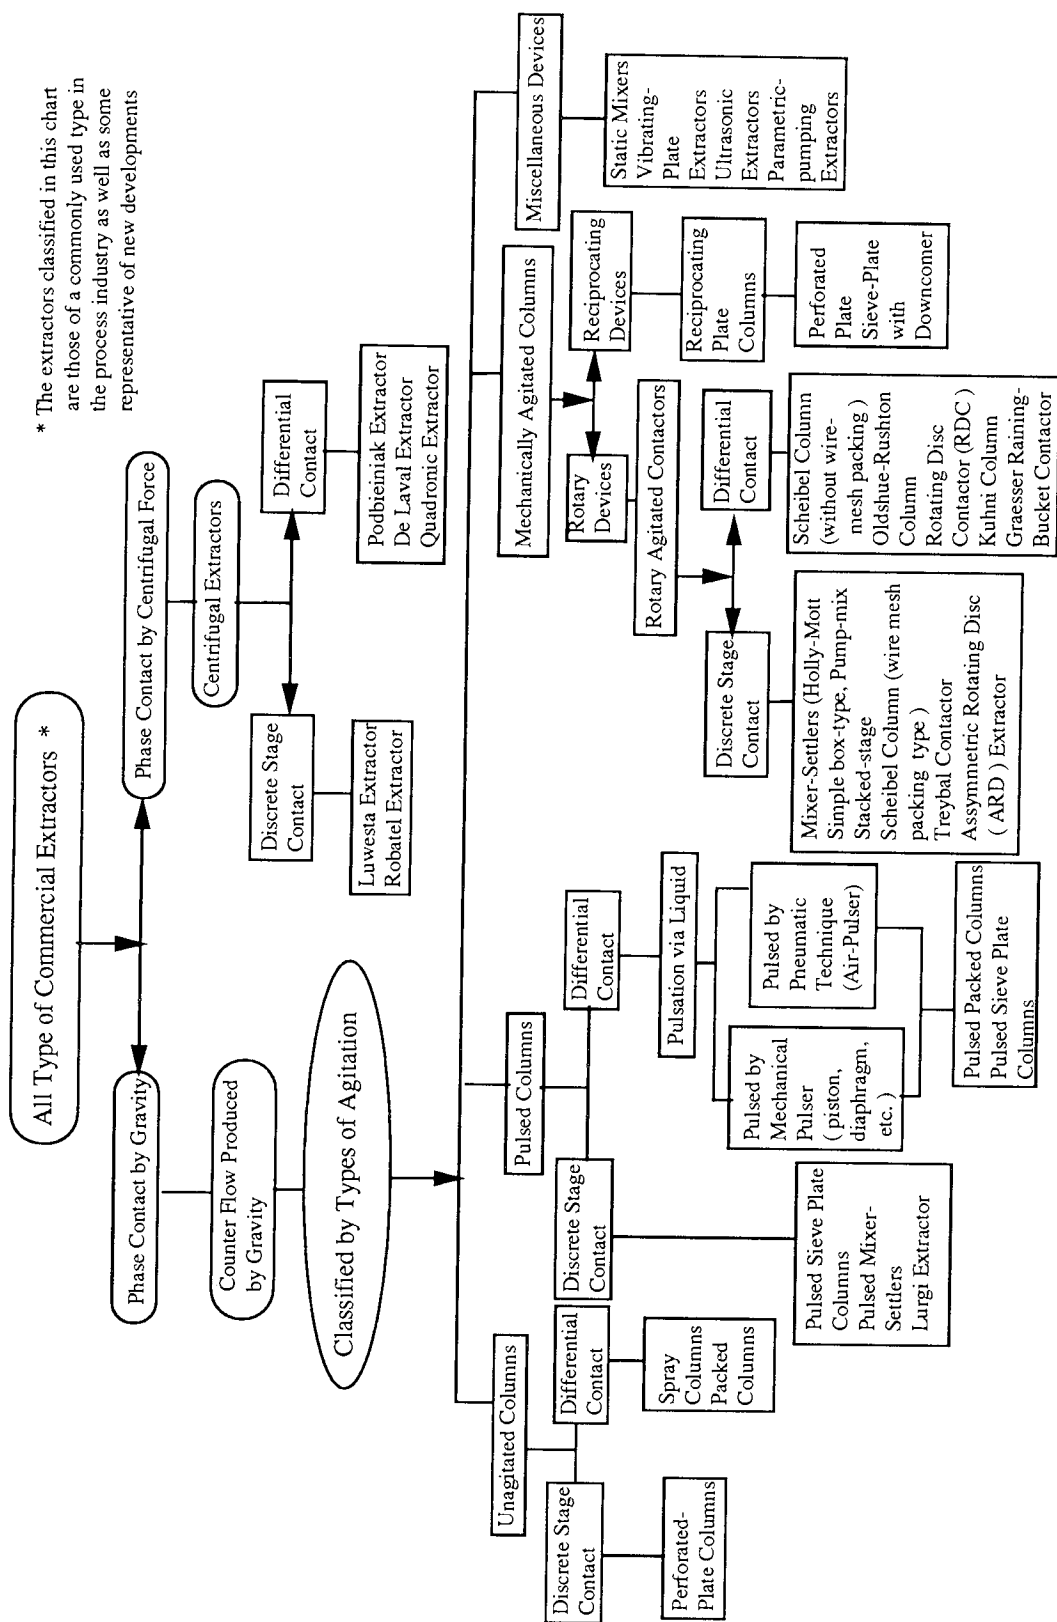 All Type of Commercial Extractors *
* The extractors classified in this chart
are those of a commonly used type in
the process industry as well as some
representative of new developments
Phase Contact by Gravity
Phase Contact by Centrifugal Force
Counter Flow Produced
by Gravity
Centrifugal Extractors
Classified by Types of Agitation
Discrete Stage
Contact
Differential
Contact
Luwesta Extractor
Robatel Extractor
Podbieniak Extractor
De Laval Extractor
Quadronic Extractor
Unagitated Columns
Pulsed Columns
Mechanically Agitated Columns
Miscellaneous Devices
Discrete Stage
Contact
Differential
Contact
Perforated-
Plate Columns
Spray
Columns
Packed
Columns
Discrete Stage
Contact
Differential
Contact
Pulsed Sieve Plate
Columns
Pulsed Mixer-
Settlers
Lurgi Extractor
Pulsation via Liquid
Pulsed by
Mechanical
Pulser
( piston,
diaphragm,
etc. )
Pulsed by
Pneumatic
Technique
(Air-Pulser)
Pulsed Packed Columns
Pulsed Sieve Plate
Columns
Rotary
Devices
Reciprocating
Devices
Rotary Agitated Contactors
Reciprocating
Plate
Columns
Discrete Stage
Contact
Differential
Contact
Mixer-Settlers (Holly-Mott
Sinple box-type, Pump-mix
Stacked-stage
Scheibel Column (wire mesh
packing type )
Treybal Contactor
Assymmetric Rotating Disc
( ARD ) Extractor
Scheibel Column
(without wire-
mesh packing )
Oldshue-Rushton
Column
Rotating Disc
Contactor (RDC )
Kuhni Column
Graesser Raining-
Bucket Contactor
Perforated
Plate
Sieve-Plate
with
Downcomer
Static Mixers
Vibrating-
Plate
Extractors
Ultrasonic
Extractors
Parametric-
pumping
Extractors